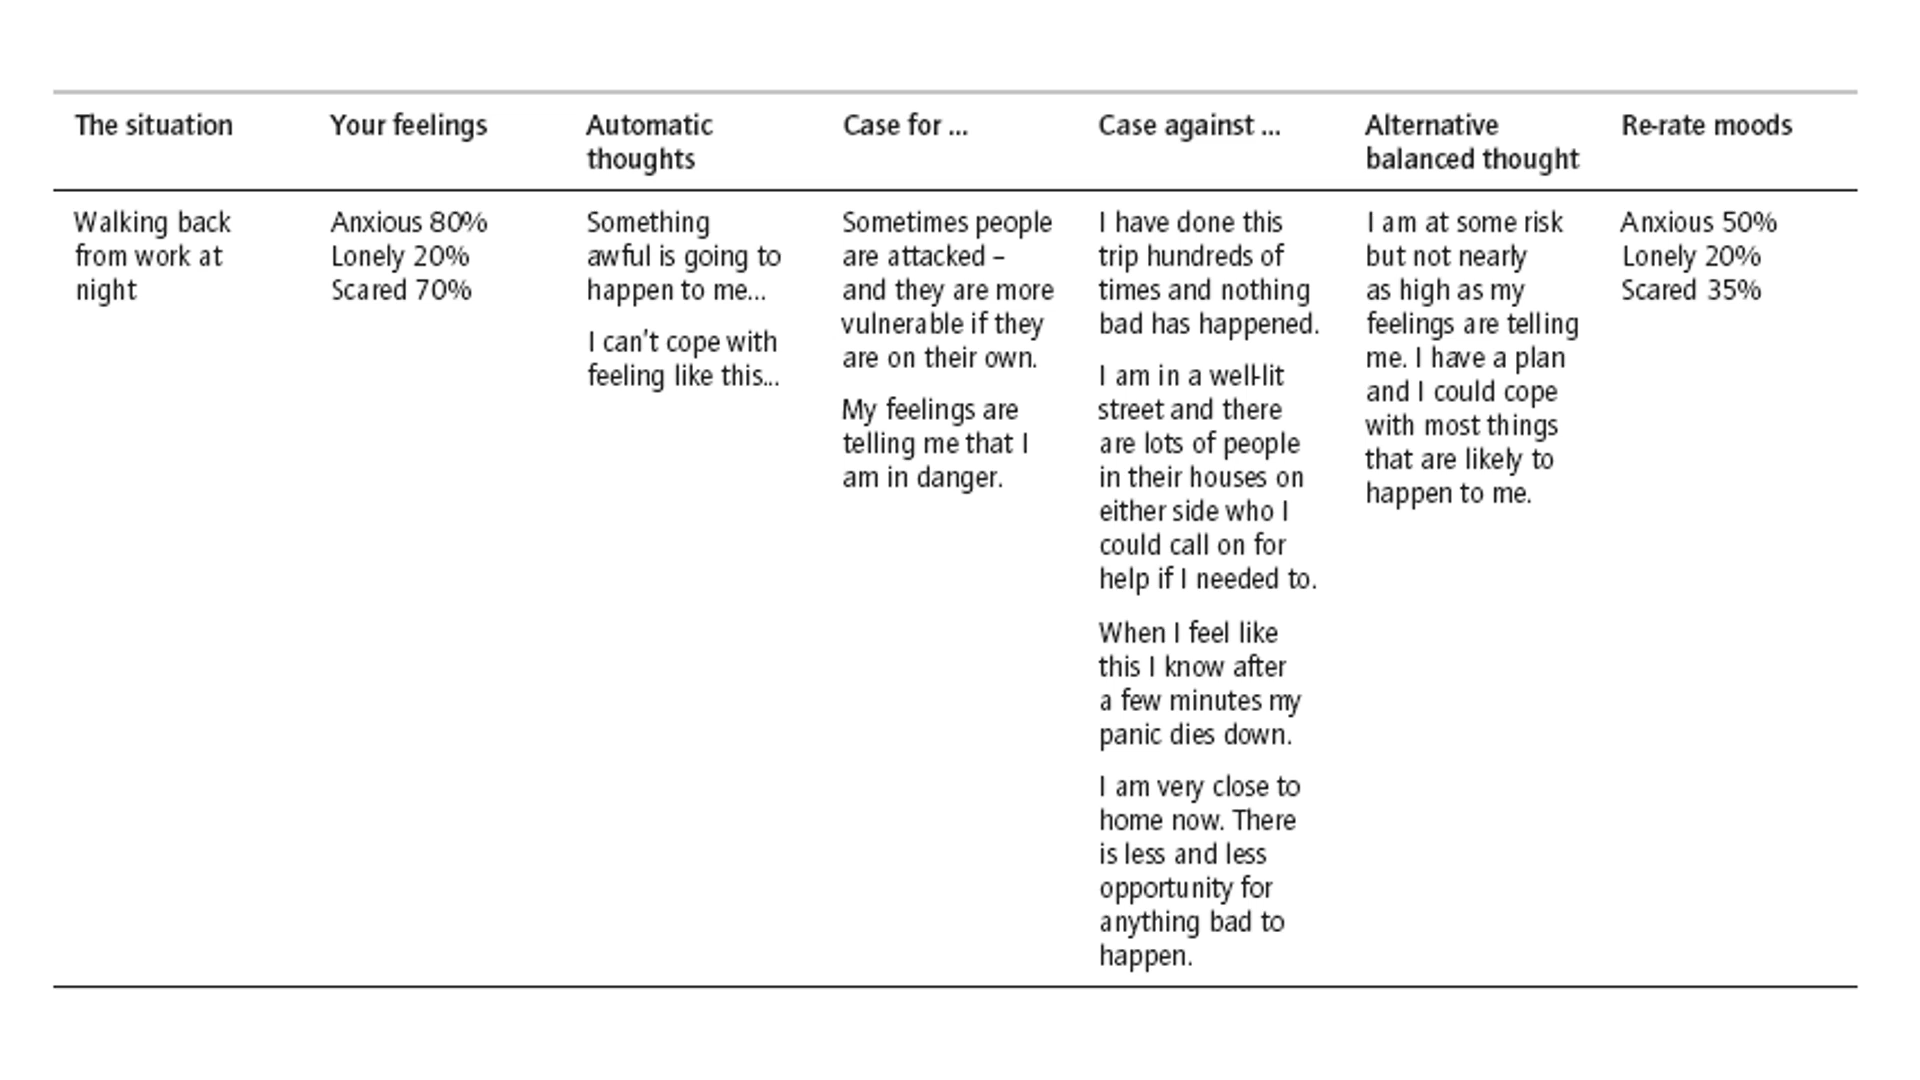 The situation
Your feelings
Automatic
thoughts
Case for ...
Case against ...
Alternative
balanced thought
Re-rate moods
Walking back
from work at
night
Anxious 80%
Lonely 20%
Scared 70%
Something
awful is going to
happen to me...
I can't cope with
feeling like this...
Sometimes people
are attacked –
and they are more
vulnerable if they
are on their own.
My feelings are
telling me that I
am in danger.
I have done this
trip hundreds of
times and nothing
bad has happened.
I am in a well-lit
street and there
are lots of people
in their houses on
either side who I
could call on for
help if I needed to.
When I feel like
this I know after
a few minutes my
panic dies down.
I am very close to
home now. There
is less and less
opportunity for
anything bad to
happen.
I am at some risk
but not nearly
as high as my
feelings are telling
me. I have a plan
and I could cope
with most things
that are likely to
happen to me.
Anxious 50%
Lonely 20%
Scared 35%